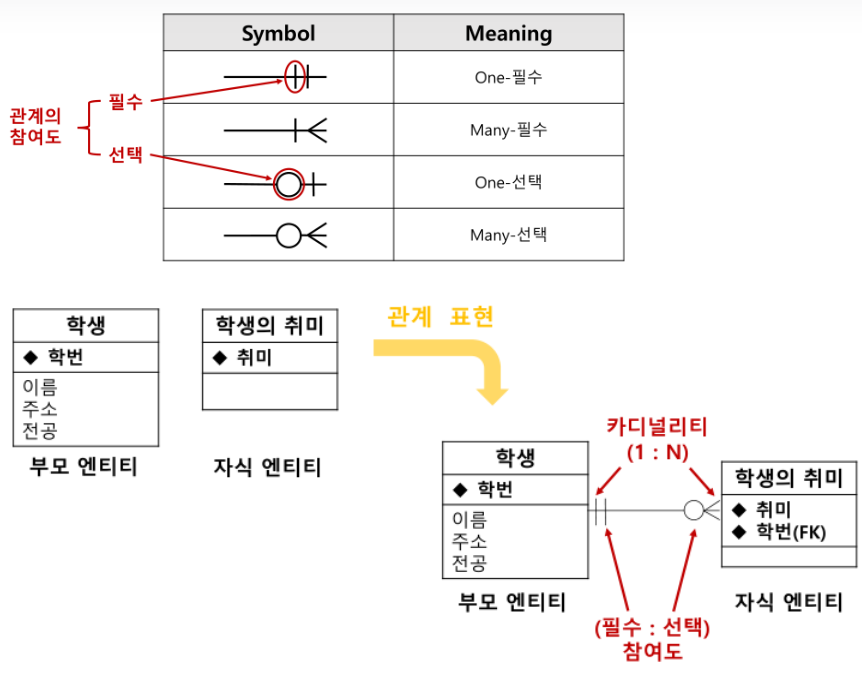 Symbol
Meaning
One-필수
Many-필수
One-선택
Many-선택
관계의
참여도
필수
선택
학생
◆ 학번
이름
주소
전공
부모 엔티티
학생의 취미
◆ 취미
자식 엔티티
관계 표현
카디널리티
(1 : N)
학생
◆ 학번
이름
주소
전공
부모 엔티티
학생의 취미
◆ 취미
◆ 학번(FK)
자식 엔티티
(필수 : 선택)
참여도